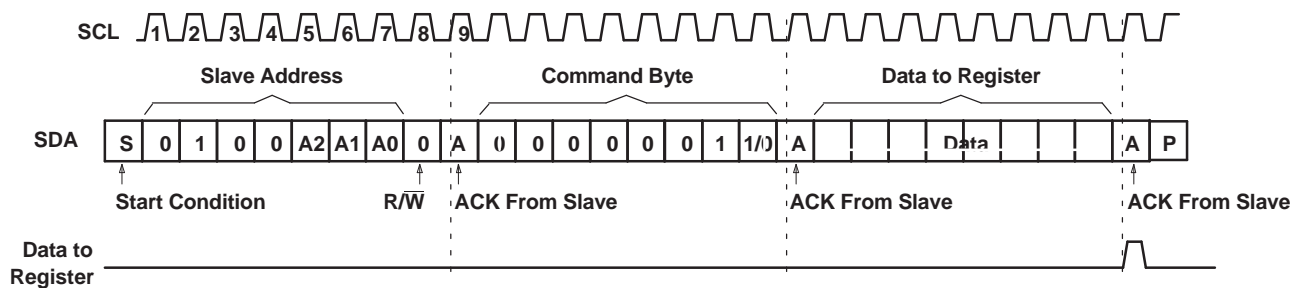 SCL 1 2 3 4 5 6 7 8 9
Slave Address Command Byte Data to Register
SDA S 0 1 0 0 A2 A1 A0 0 A 0 0 0 0 0 0 1 1/0 A Data A P
Start Condition R/W̅ ACK From Slave ACK From Slave ACK From Slave
Data to
Register